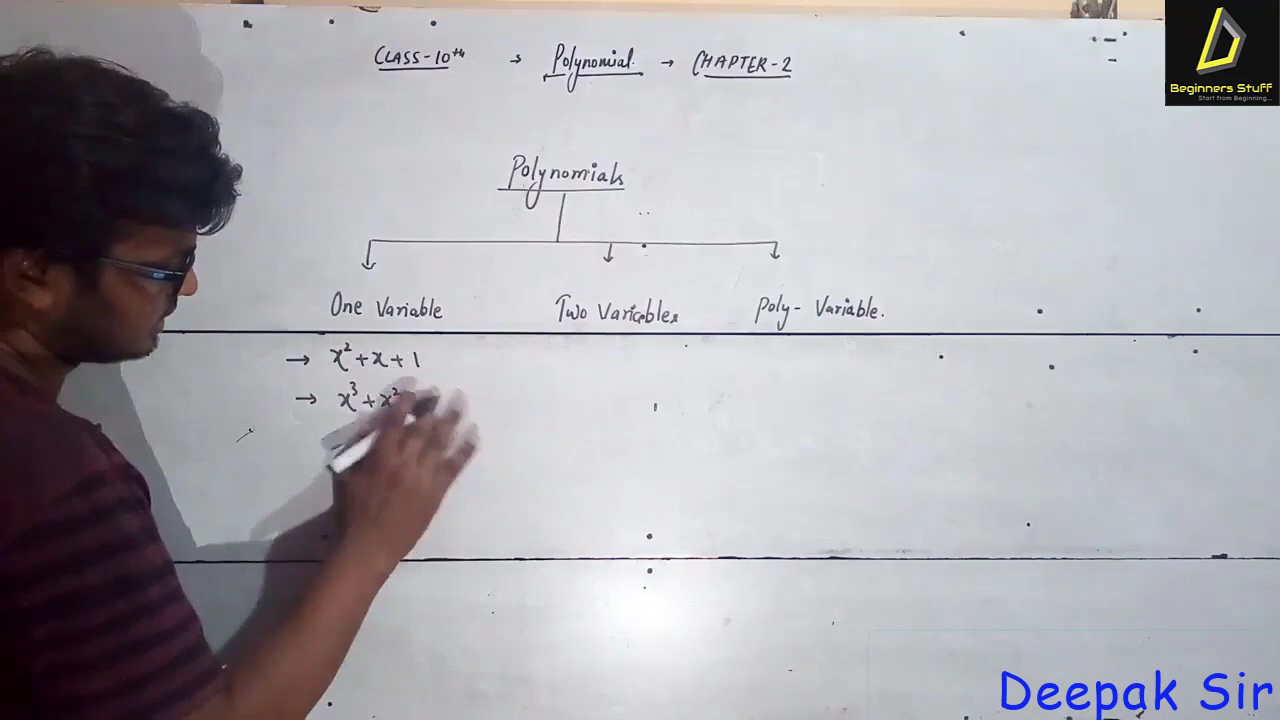 CLASS-10th → Polynomial → CHAPTER-2
Beginners Stuff
Start from Beginning...
Polynomials
One Variable Two Variables Poly-Variable.
→ x²+x+1
→ x³+x²
Deepak Sir